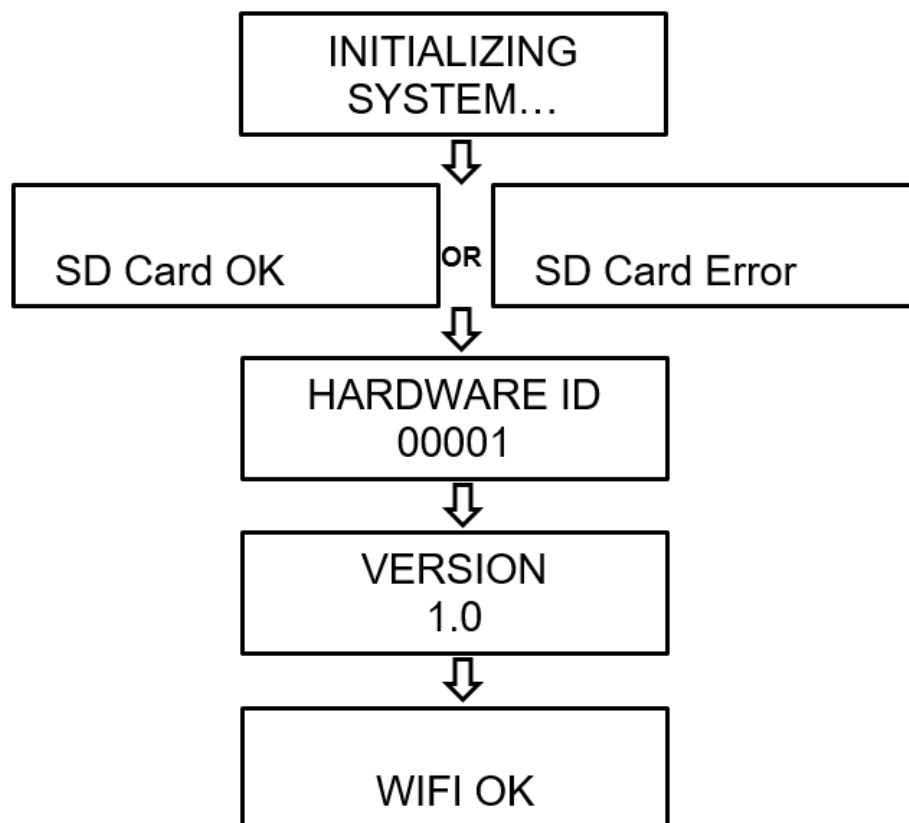 INITIALIZING
SYSTEM...
SD Card OK
OR
SD Card Error
HARDWARE ID
00001
VERSION
1.0
WIFI OK